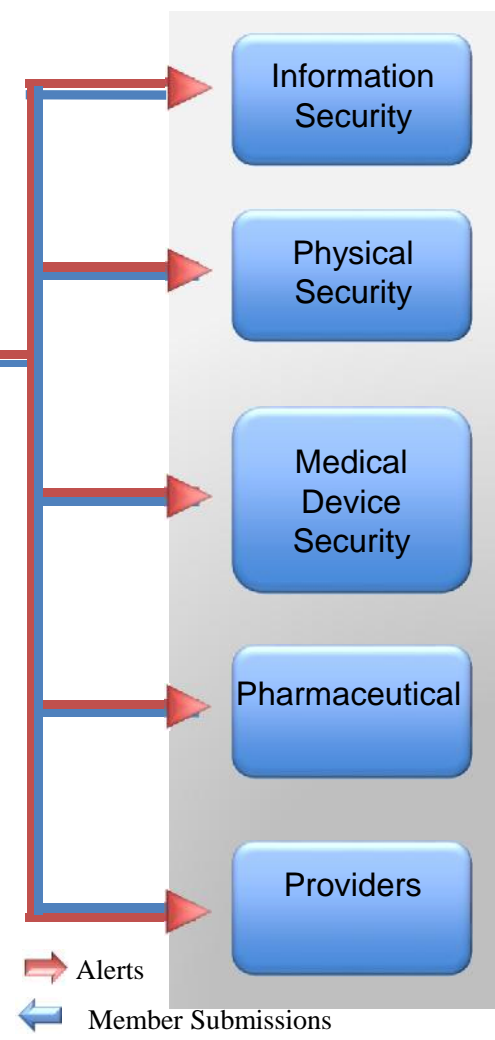 Information
Security
Physical
Security
Medical
Device
Security
Pharmaceutical
Providers
Alerts
Member Submissions